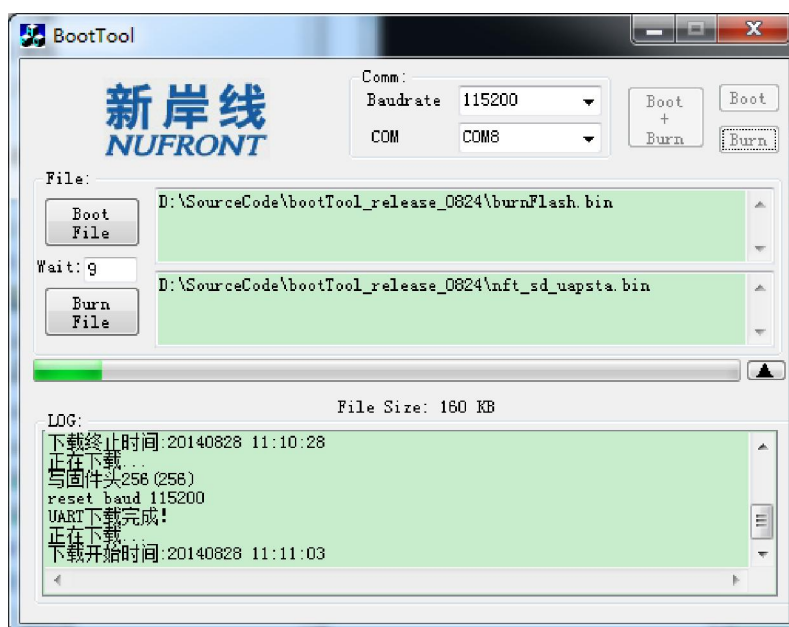 BootTool
新岸线
NUFRONT
Comm:
Baudrate 115200
COM COM8
Boot
+
Burn
Boot
Burn
File:
Boot
File
D:\SourceCode\bootTool_release_0824\burnFlash.bin
Wait: 9
Burn
File
D:\SourceCode\bootTool_release_0824\nft_sd_uapsta.bin
File Size: 160 KB
LOG:
下载终止时间:20140828 11:10:28
正在下载...
写固件头256(256)
reset baud 115200
UART下载完成!
正在下载...
下载开始时间:20140828 11:11:03